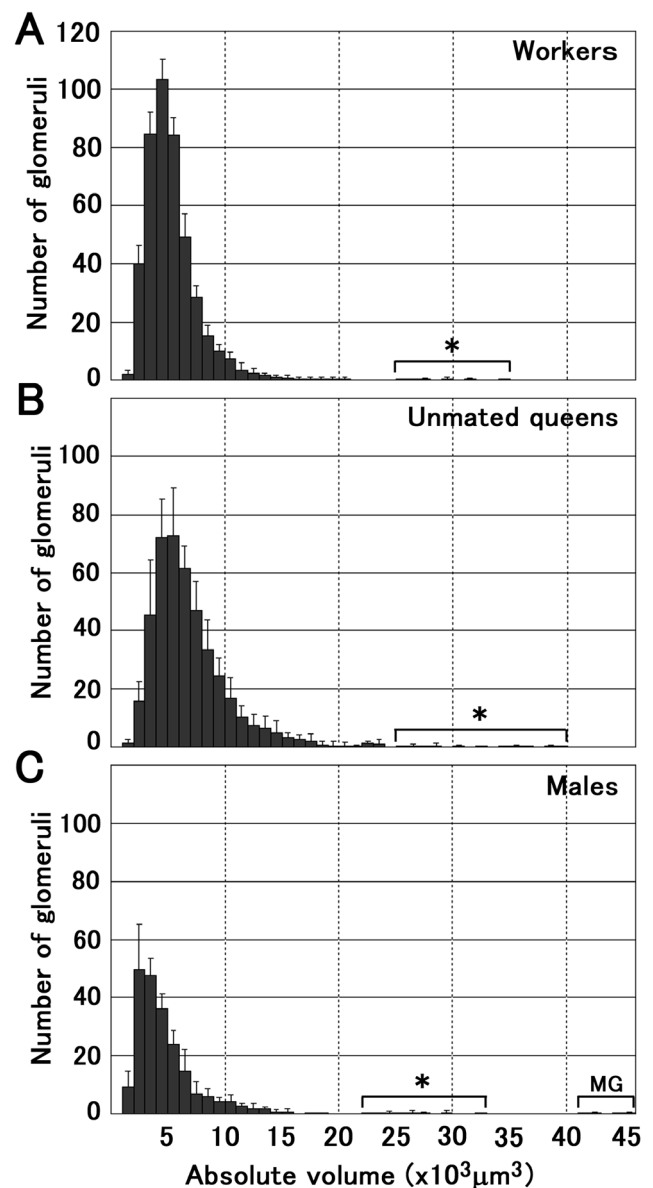 A
120
Workers
100
80
60
40
20
0
Number of glomeruli
*
B
Unmated queens
100
80
60
40
20
0
Number of glomeruli
*
C
Males
100
80
60
40
20
0
Number of glomeruli
*
MG
5 10 15 20 25 30 35 40 45
Absolute volume (x10³μm³)